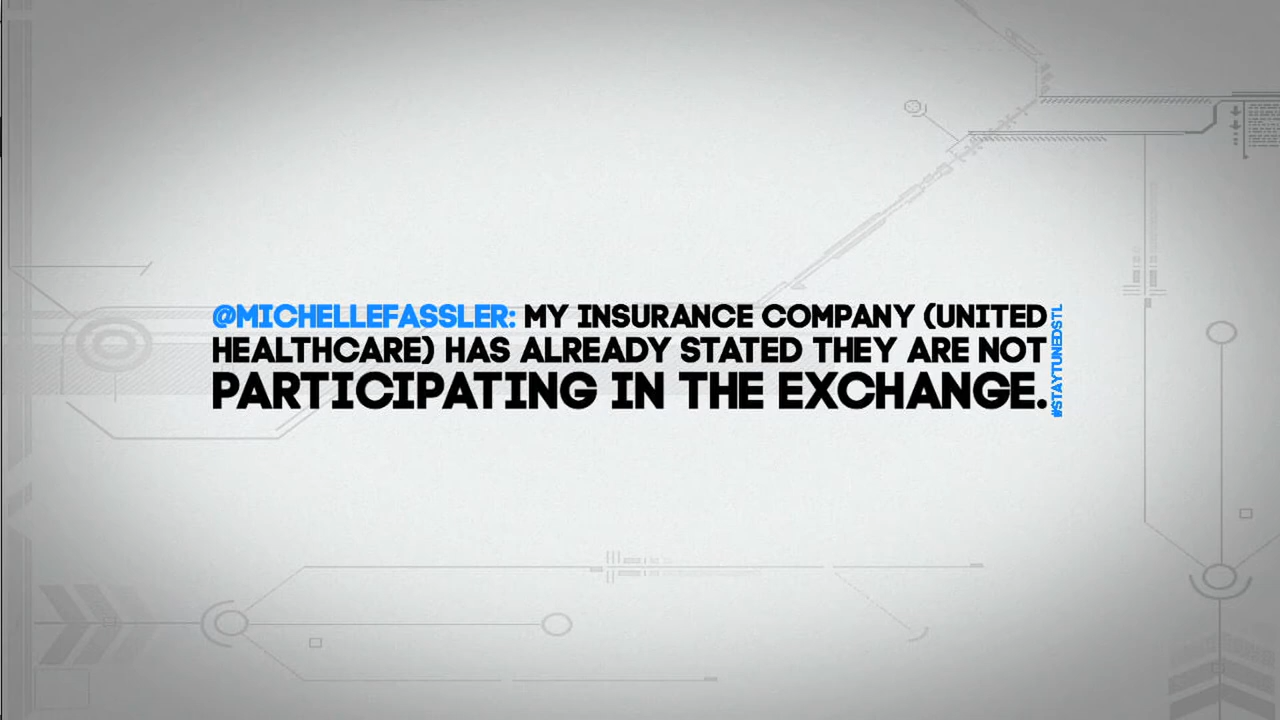 @MICHELLEFASSLER: MY INSURANCE COMPANY (UNITED
HEALTHCARE) HAS ALREADY STATED THEY ARE NOT
PARTICIPATING IN THE EXCHANGE.
#STAYTUNEDSTL